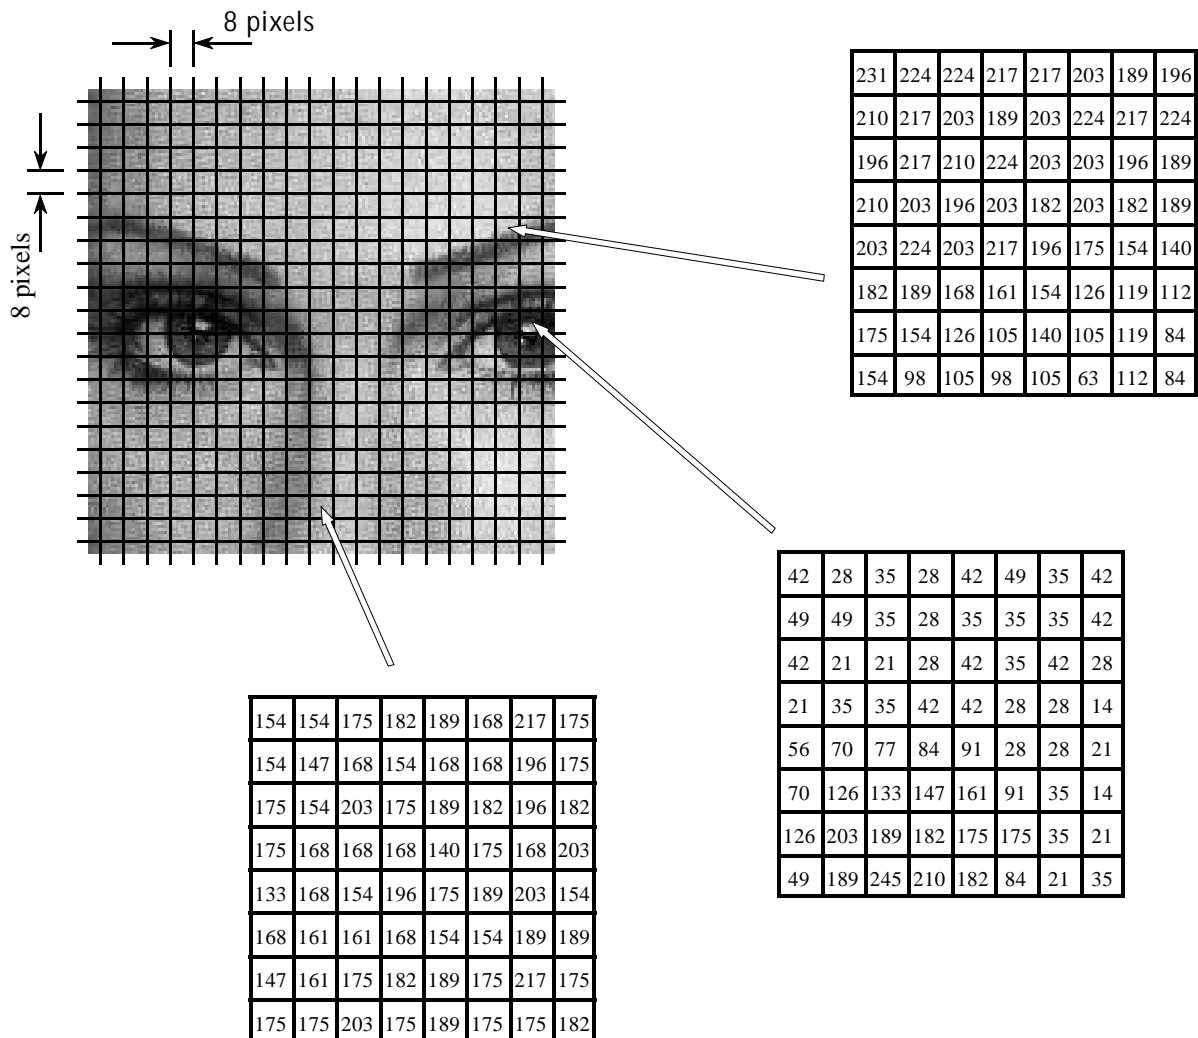 8 pixels
8 pixels
231 224 224 217 217 203 189 196
210 217 203 189 203 224 217 224
196 217 210 224 203 203 196 189
210 203 196 203 182 203 182 189
203 224 203 217 196 175 154 140
182 189 168 161 154 126 119 112
175 154 126 105 140 105 119 84
154 98 105 98 105 63 112 84
42 28 35 28 42 49 35 42
49 49 35 28 35 35 35 42
42 21 21 28 42 35 42 28
21 35 35 42 42 28 28 14
56 70 77 84 91 28 28 21
70 126 133 147 161 91 35 14
126 203 189 182 175 175 35 21
49 189 245 210 182 84 21 35
154 154 175 182 189 168 217 175
154 147 168 154 168 168 196 175
175 154 203 175 189 182 196 182
175 168 168 168 140 175 168 203
133 168 154 196 175 189 203 154
168 161 161 168 154 154 189 189
147 161 175 182 189 175 217 175
175 175 203 175 189 175 175 182